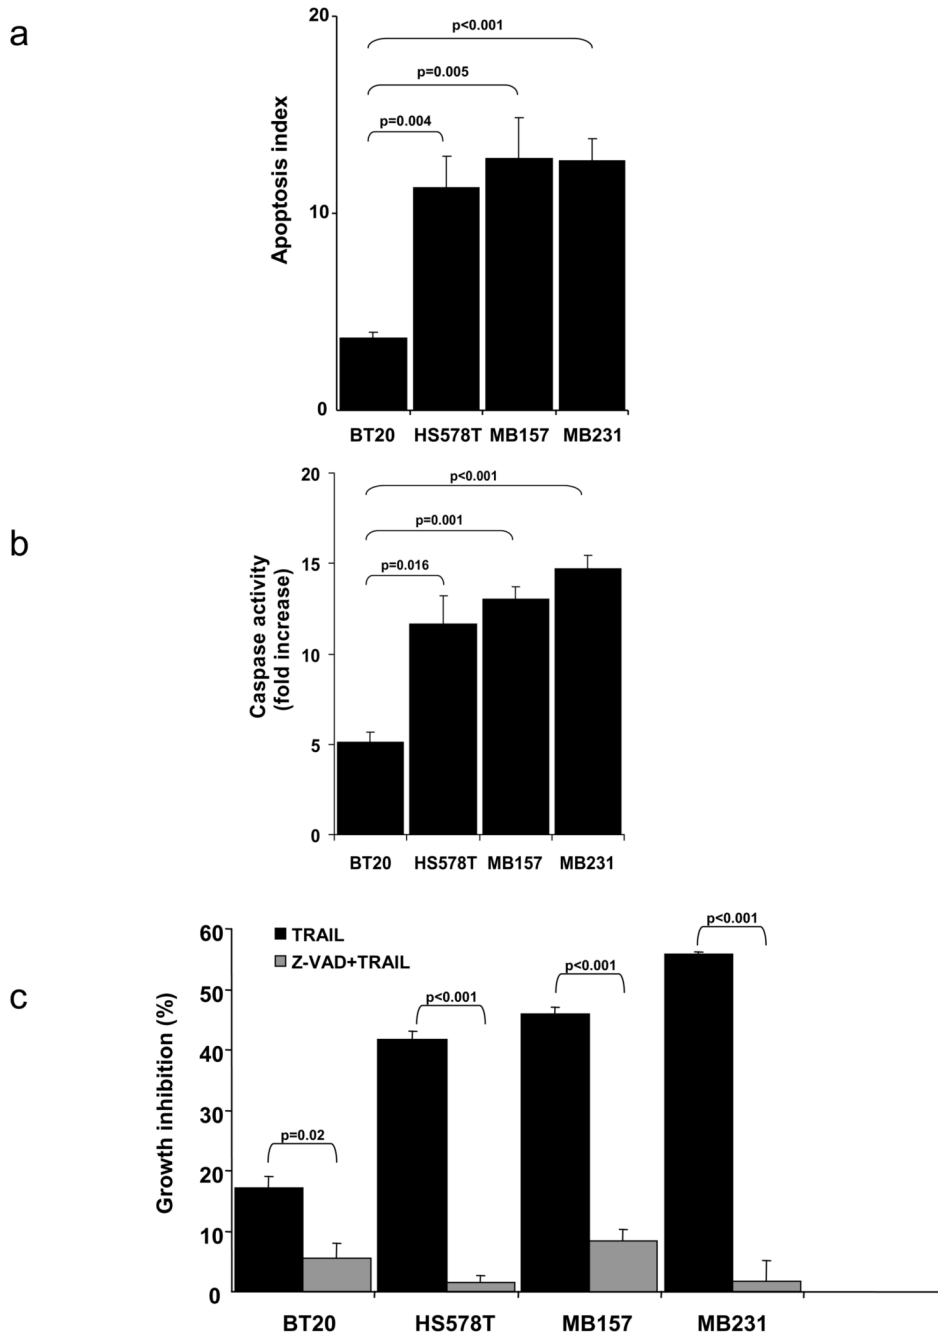 a
20
p<0.001
p=0.005
p=0.004
Apoptosis index
10
0
BT20 HS578T MB157 MB231
b
20
p<0.001
p=0.001
p=0.016
15
Caspase activity
(fold increase)
10
5
0
BT20 HS578T MB157 MB231
c
60
TRAIL
Z-VAD+TRAIL
p<0.001
p<0.001
p<0.001
50
Growth inhibition (%)
40
30
p=0.02
20
10
0
BT20 HS578T MB157 MB231